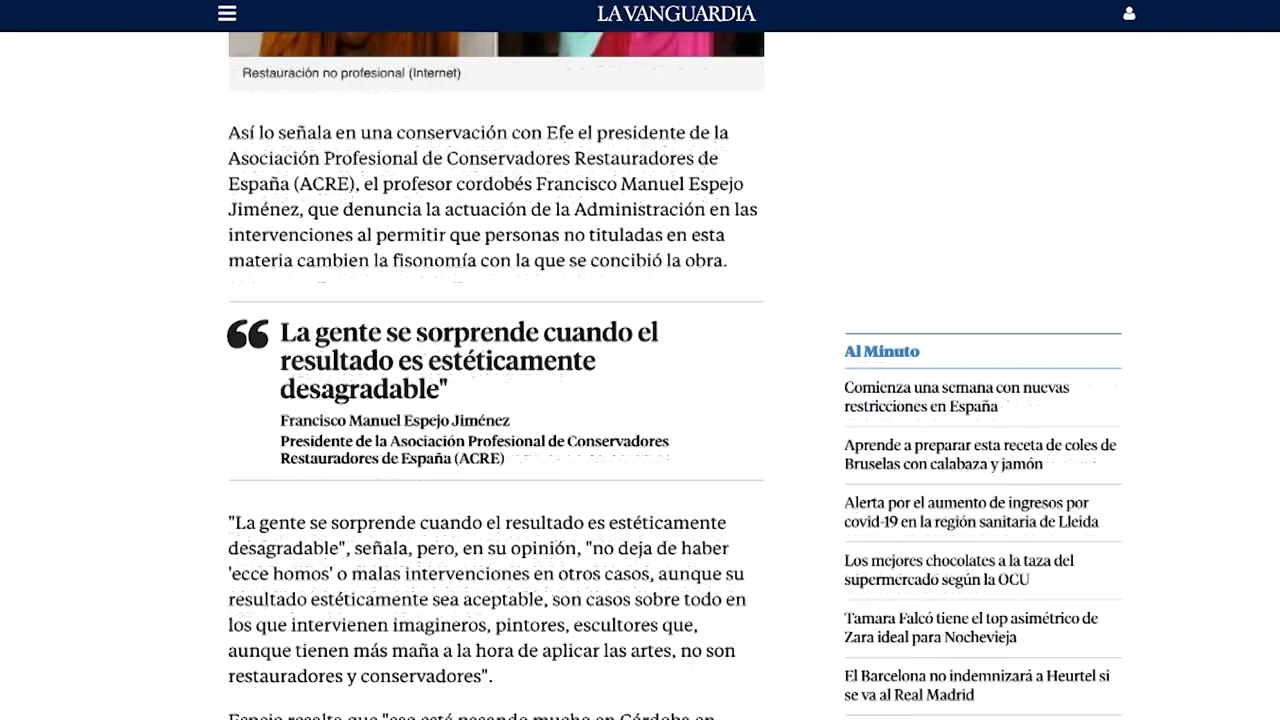 LA VANGUARDIA
Restauración no profesional (Internet)
Así lo señala en una conservación con Efe el presidente de la
Asociación Profesional de Conservadores Restauradores de
España (ACRE), el profesor cordobés Francisco Manuel Espejo
Jiménez, que denuncia la actuación de la Administración en las
intervenciones al permitir que personas no tituladas en esta
materia cambien la fisonomía con la que se concibió la obra.
“La gente se sorprende cuando el
resultado es estéticamente
desagradable"
Francisco Manuel Espejo Jiménez
Presidente de la Asociación Profesional de Conservadores
Restauradores de España (ACRE)
"La gente se sorprende cuando el resultado es estéticamente
desagradable", señala, pero, en su opinión, "no deja de haber
'ecce homos' o malas intervenciones en otros casos, aunque su
resultado estéticamente sea aceptable, son casos sobre todo en
los que intervienen imagineros, pintores, escultores que,
aunque tienen más maña a la hora de aplicar las artes, no son
restauradores y conservadores".
Espejo resalta que "eso está pasando mucho en Córdoba en
Al Minuto
Comienza una semana con nuevas
restricciones en España
Aprende a preparar esta receta de coles de
Bruselas con calabaza y jamón
Alerta por el aumento de ingresos por
covid-19 en la región sanitaria de Lleida
Los mejores chocolates a la taza del
supermercado según la OCU
Tamara Falcó tiene el top asimétrico de
Zara ideal para Nochevieja
El Barcelona no indemnizará a Heurtel si
se va al Real Madrid